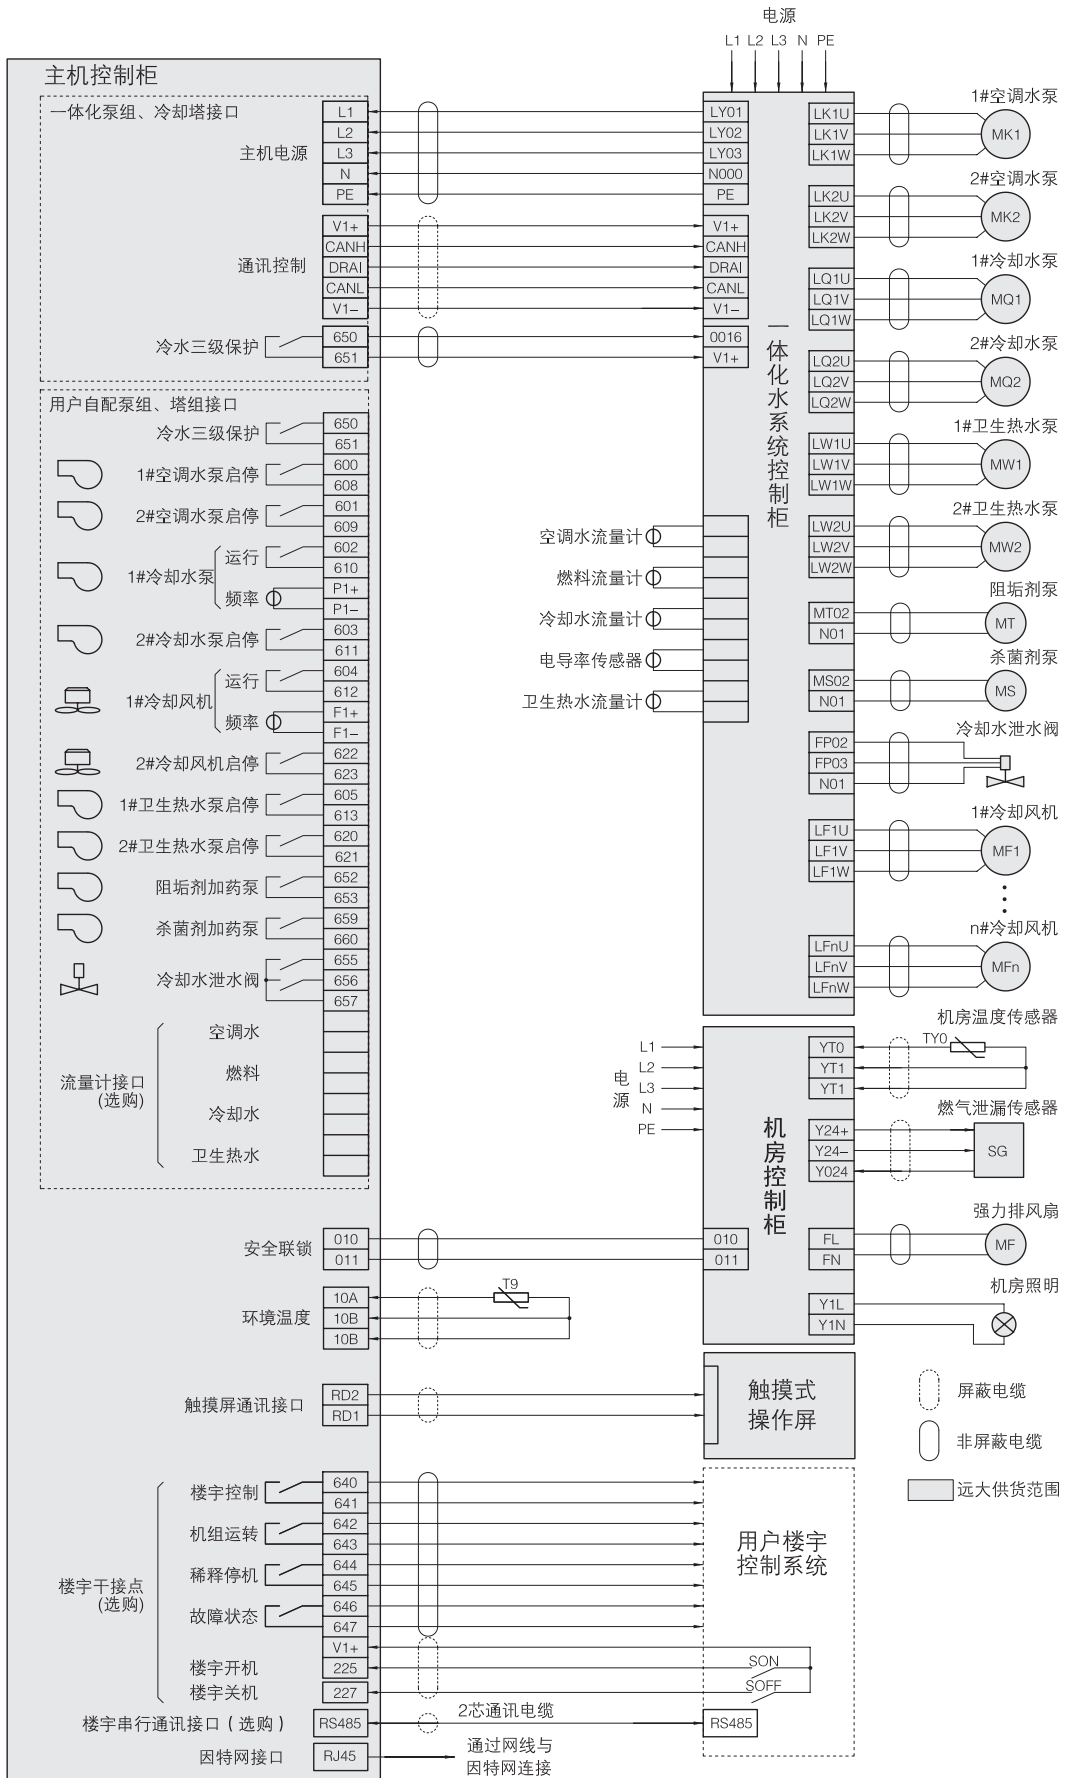 电源
L1 L2 L3 N PE
主机控制柜
一体化泵组、冷却塔接口
主机电源
L1
L2
L3
N
PE
通讯控制
V1+
CANH
DRAI
CANL
V1−
冷水三级保护
650
651
用户自配泵组、塔组接口
冷水三级保护
650
651
1#空调水泵启停
600
608
2#空调水泵启停
601
609
1#冷却水泵
运行
602
610
频率
P1+
P1−
2#冷却水泵启停
603
611
1#冷却风机
运行
604
612
频率
F1+
F1−
2#冷却风机启停
622
623
1#卫生热水泵启停
605
613
2#卫生热水泵启停
620
621
阻垢剂加药泵
652
653
杀菌剂加药泵
659
660
冷却水泄水阀
655
656
657
流量计接口
(选购)
空调水
燃料
冷却水
卫生热水
安全联锁
010
011
环境温度
10A
10B
10B
T9
触摸屏通讯接口
RD2
RD1
楼宇干接点
(选购)
楼宇控制
640
641
机组运转
642
643
稀释停机
644
645
故障状态
646
647
V1+
楼宇开机
225
楼宇关机
227
楼宇串行通讯接口（选购）
RS485
因特网接口
RJ45
2芯通讯电缆
通过网线与
因特网连接
LY01
LY02
LY03
N000
PE
V1+
CANH
DRAI
CANL
V1−
0016
V1+
一体化水系统控制柜
空调水流量计
燃料流量计
冷却水流量计
电导率传感器
卫生热水流量计
LK1U
LK1V
LK1W
1#空调水泵
MK1
LK2U
LK2V
LK2W
2#空调水泵
MK2
LQ1U
LQ1V
LQ1W
1#冷却水泵
MQ1
LQ2U
LQ2V
LQ2W
2#冷却水泵
MQ2
LW1U
LW1V
LW1W
1#卫生热水泵
MW1
LW2U
LW2V
LW2W
2#卫生热水泵
MW2
MT02
N01
阻垢剂泵
MT
MS02
N01
杀菌剂泵
MS
FP02
FP03
N01
冷却水泄水阀
LF1U
LF1V
LF1W
1#冷却风机
MF1
LFnU
LFnV
LFnW
n#冷却风机
MFn
电源
L1
L2
L3
N
PE
机房控制柜
010
011
YT0
YT1
YT1
机房温度传感器
TY0
Y24+
Y24−
Y024
燃气泄漏传感器
SG
FL
FN
强力排风扇
MF
Y1L
Y1N
机房照明
触摸式
操作屏
屏蔽电缆
非屏蔽电缆
远大供货范围
用户楼宇
控制系统
SON
SOFF
RS485